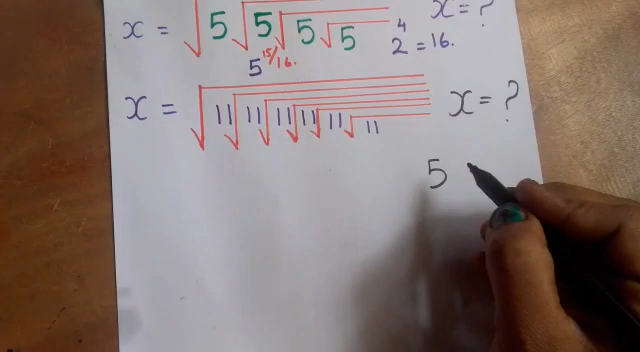 x = √5√5√5√5 x = ?
2⁴ = 16.
5^15/16.
x = √11√11√11√11√11√11 x = ?
5